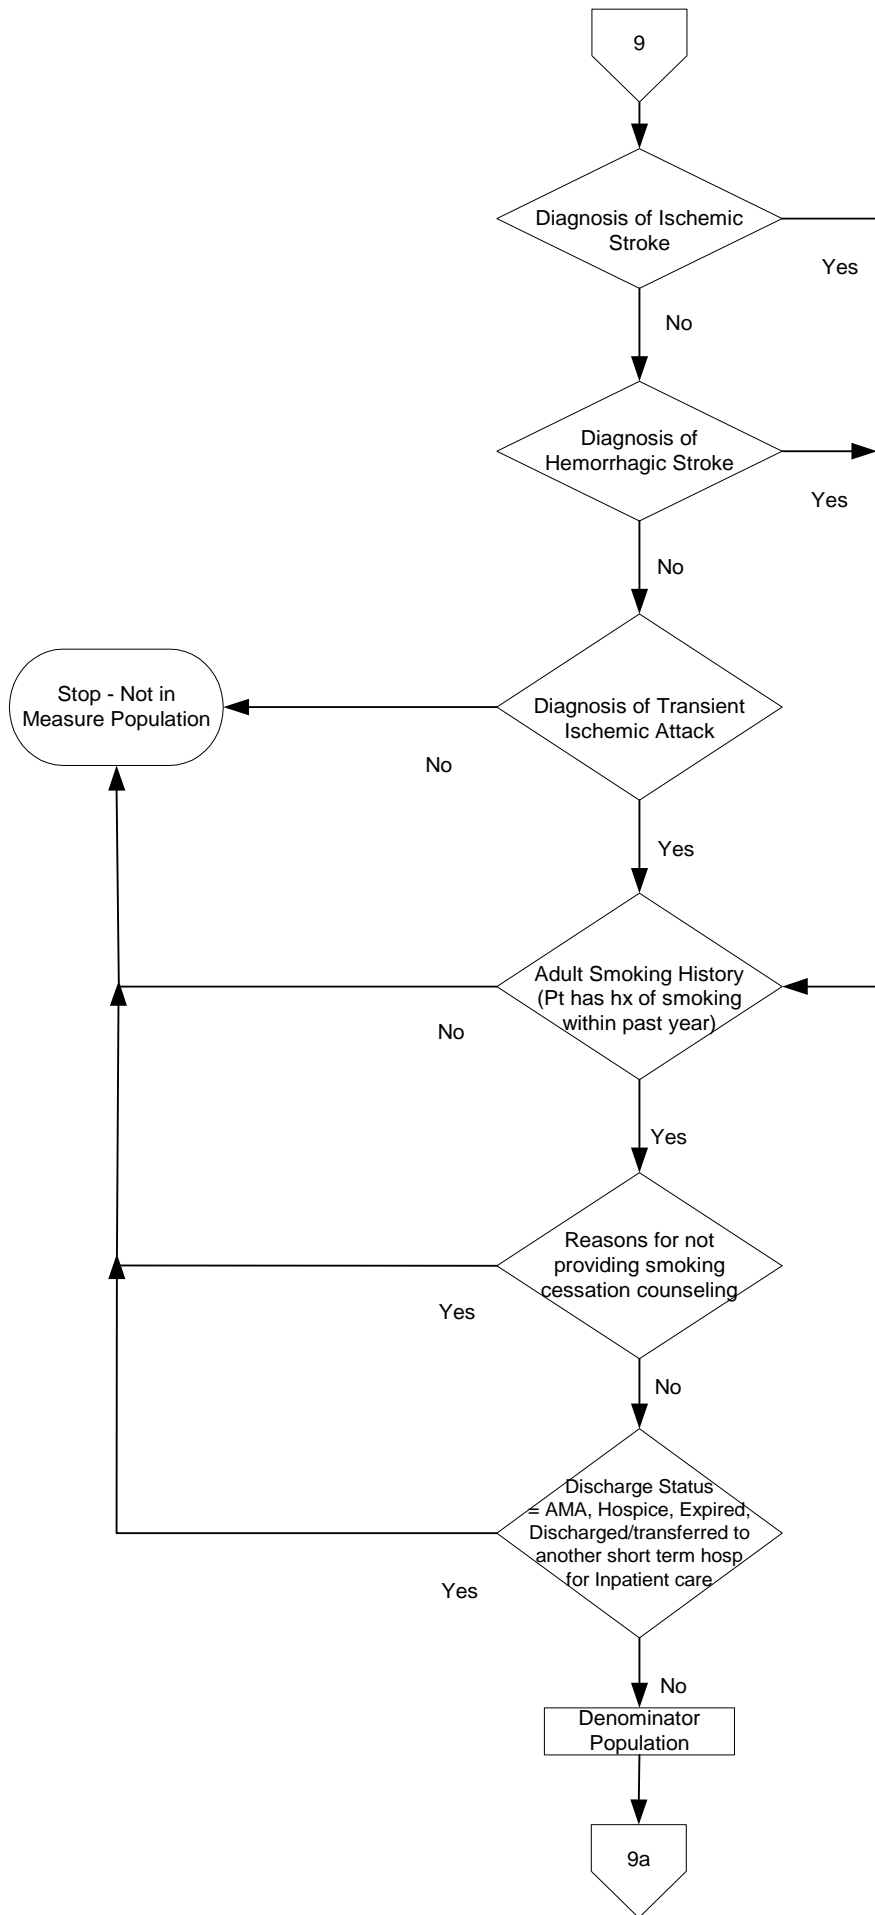 9
Diagnosis of Ischemic
Stroke
Yes
No
Diagnosis of
Hemorrhagic Stroke
Yes
No
Stop - Not in
Measure Population
Diagnosis of Transient
Ischemic Attack
No
Yes
Adult Smoking History
(Pt has hx of smoking
within past year)
No
Yes
Reasons for not
providing smoking
cessation counseling
Yes
No
Discharge Status
= AMA, Hospice, Expired,
Discharged/transferred to
another short term hosp
for Inpatient care
Yes
No
Denominator
Population
9a